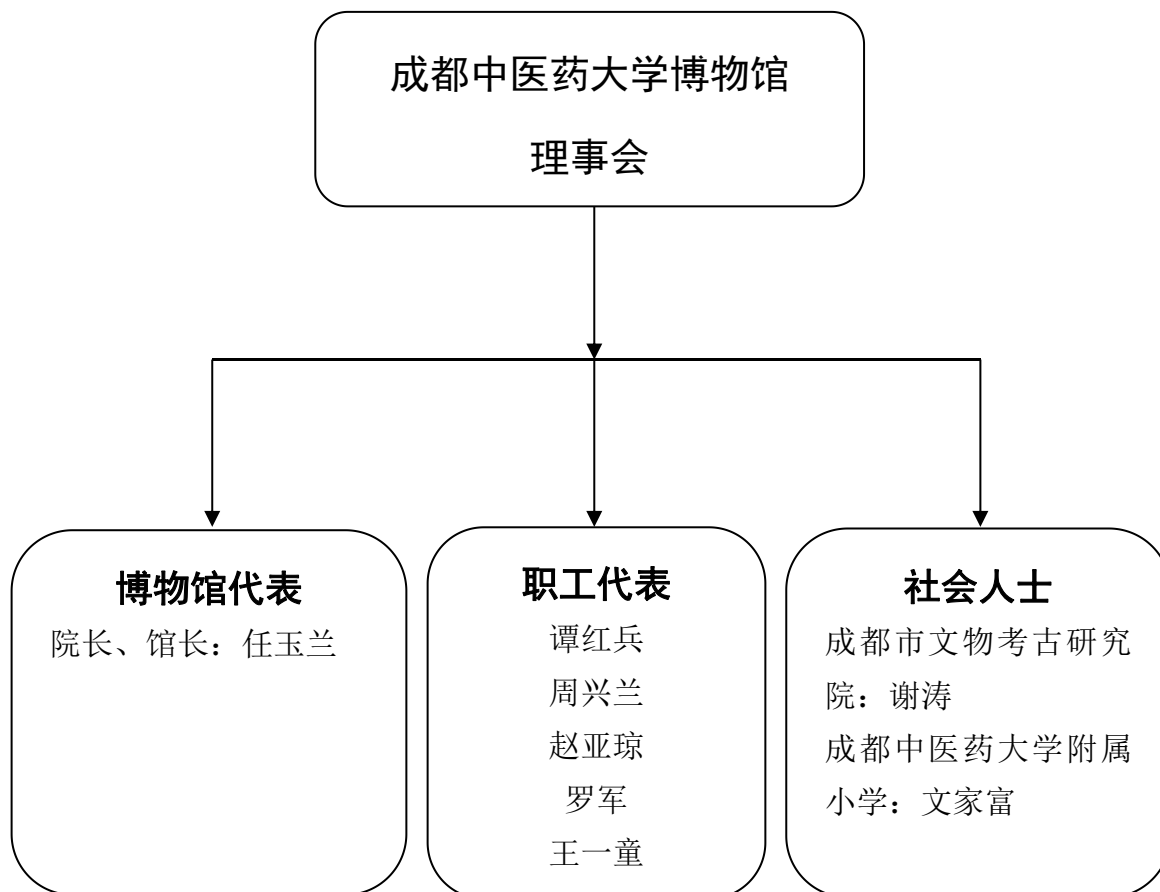 成都中医药大学博物馆
理事会
博物馆代表
院长、馆长：任玉兰
职工代表
谭红兵
周兴兰
赵亚琼
罗军
王一童
社会人士
成都市文物考古研究
院：谢涛
成都中医药大学附属
小学：文家富